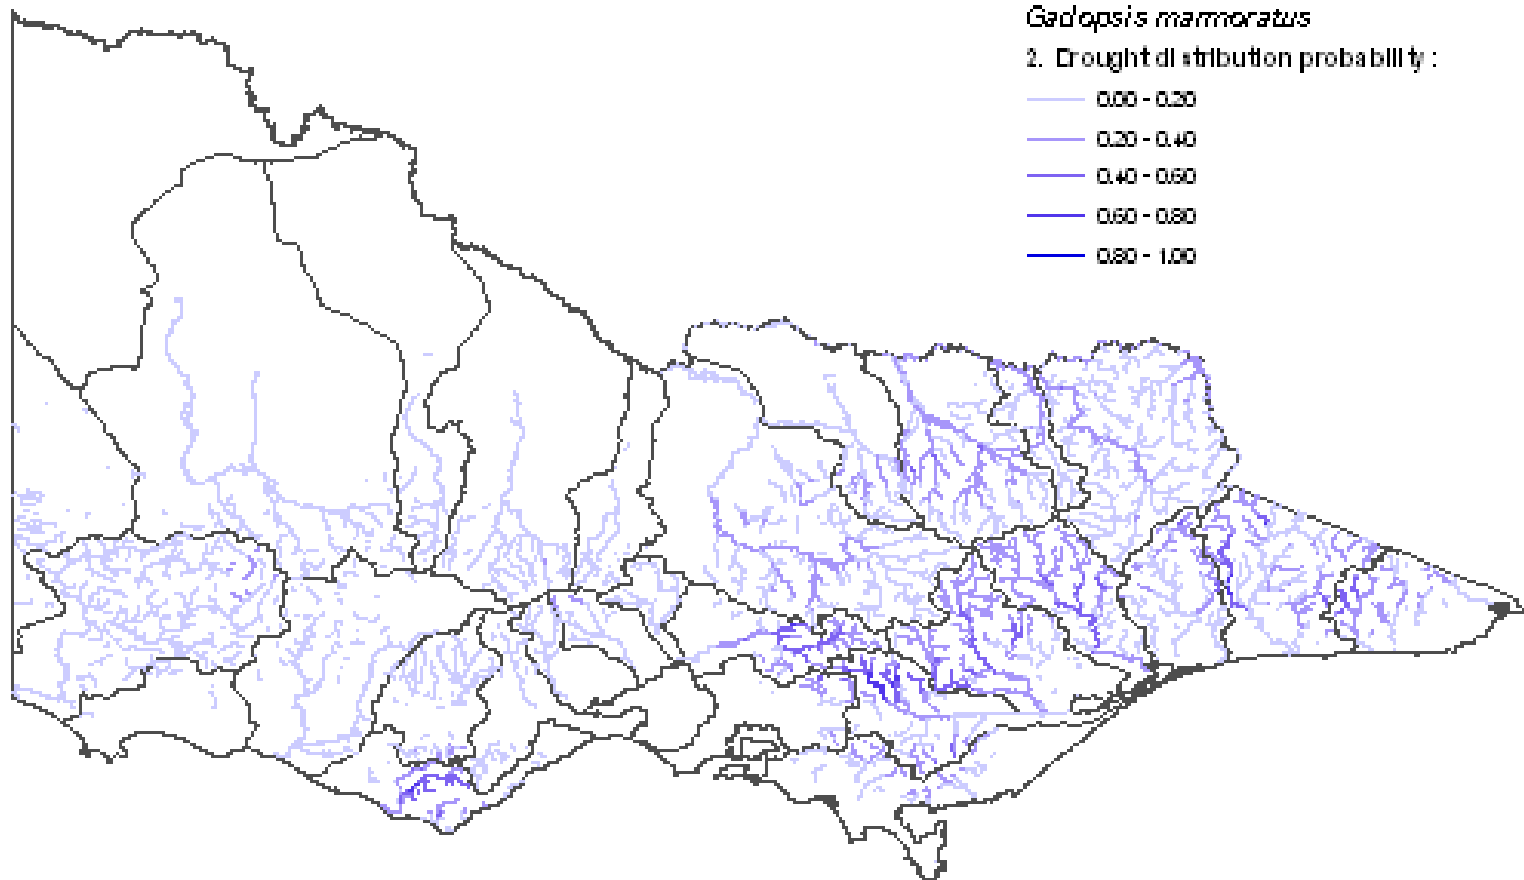 Gadopsis marmoratus
2. Drought distribution probability :
0.00 - 0.20
0.20 - 0.40
0.40 - 0.60
0.60 - 0.80
0.80 - 1.00